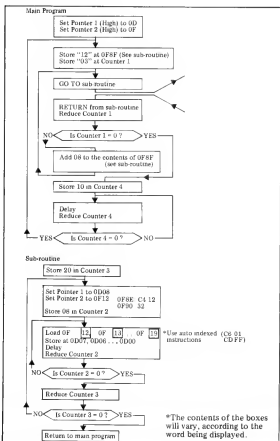 Main Program
Set Pointer 1 (High) to 0D
Set Pointer 2 (High) to 0F
Store "12" at 0F8F (See sub-routine)
Store "03" at Counter 1
GO TO sub-routine
RETURN from sub-routine
Reduce Counter 1
NO Is Counter 1 = 0 ? YES
Add 08 to the contents of 0F8F
(see sub-routine)
Store 10 in Counter 4
Delay
Reduce Counter 4
YES Is Counter 4 = 0 ? NO
Sub-routine
Store 20 in Counter 3
Set Pointer 1 to 0D08
Set Pointer 2 to 0F12 0F8E C4 12
0F90 32
Store 08 in Counter 2
Load 0F 12, 0F 13 . . 0F 19 *Use auto indexed (C6 01
Store at 0D07, 0D06 . . . 0D00 instructions CD FF)
Delay
Reduce Counter 2
NO Is Counter 2 = 0 ? YES
Reduce Counter 3
NO Is Counter 3 = 0 ? YES
Return to main program
*The contents of the boxes
will vary, according to the
word being displayed.